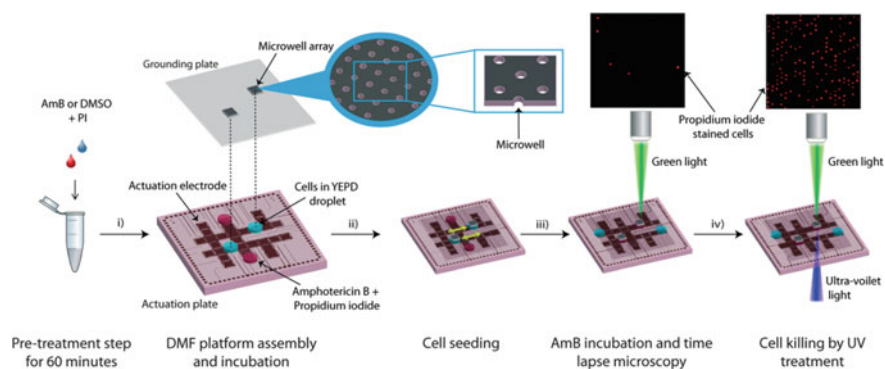 Microwell array
Grounding plate
AmB or DMSO
+ PI
Propidium iodide
stained cells
Microwell
Green light
Green light
Actuation electrode
Cells in YEPD
droplet
i)
ii)
iii)
iv)
Actuation plate
Amphotericin B +
Propidium iodide
Ultra-voilet
light
Pre-treatment step
for 60 minutes
DMF platform assembly
and incubation
Cell seeding
AmB incubation and time
lapse microscopy
Cell killing by UV
treatment